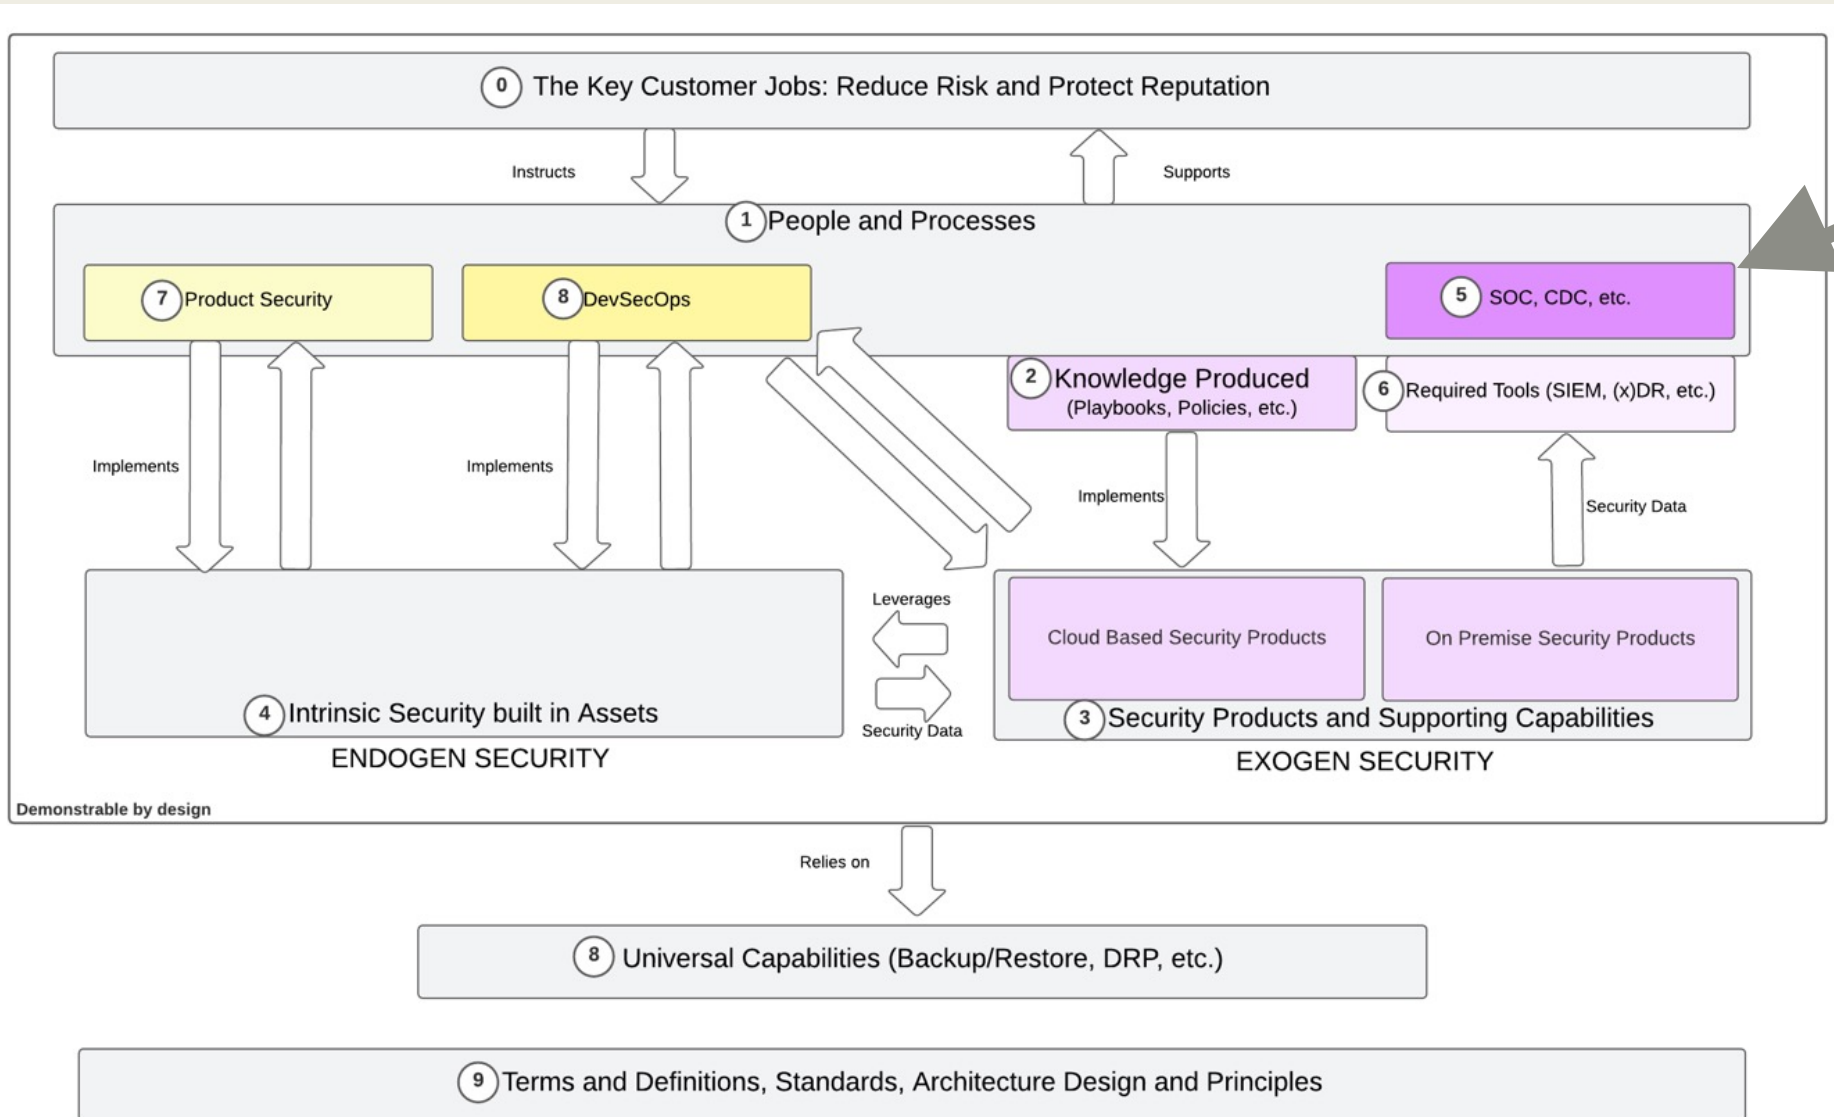 0 The Key Customer Jobs: Reduce Risk and Protect Reputation
Instructs
Supports
1 People and Processes
7 Product Security
8 DevSecOps
5 SOC, CDC, etc.
2 Knowledge Produced
(Playbooks, Policies, etc.)
6 Required Tools (SIEM, (x)DR, etc.)
Implements
Implements
Implements
Security Data
Leverages
Security Data
Cloud Based Security Products
On Premise Security Products
4 Intrinsic Security built in Assets
3 Security Products and Supporting Capabilities
ENDOGEN SECURITY
EXOGEN SECURITY
Demonstrable by design
Relies on
8 Universal Capabilities (Backup/Restore, DRP, etc.)
9 Terms and Definitions, Standards, Architecture Design and Principles